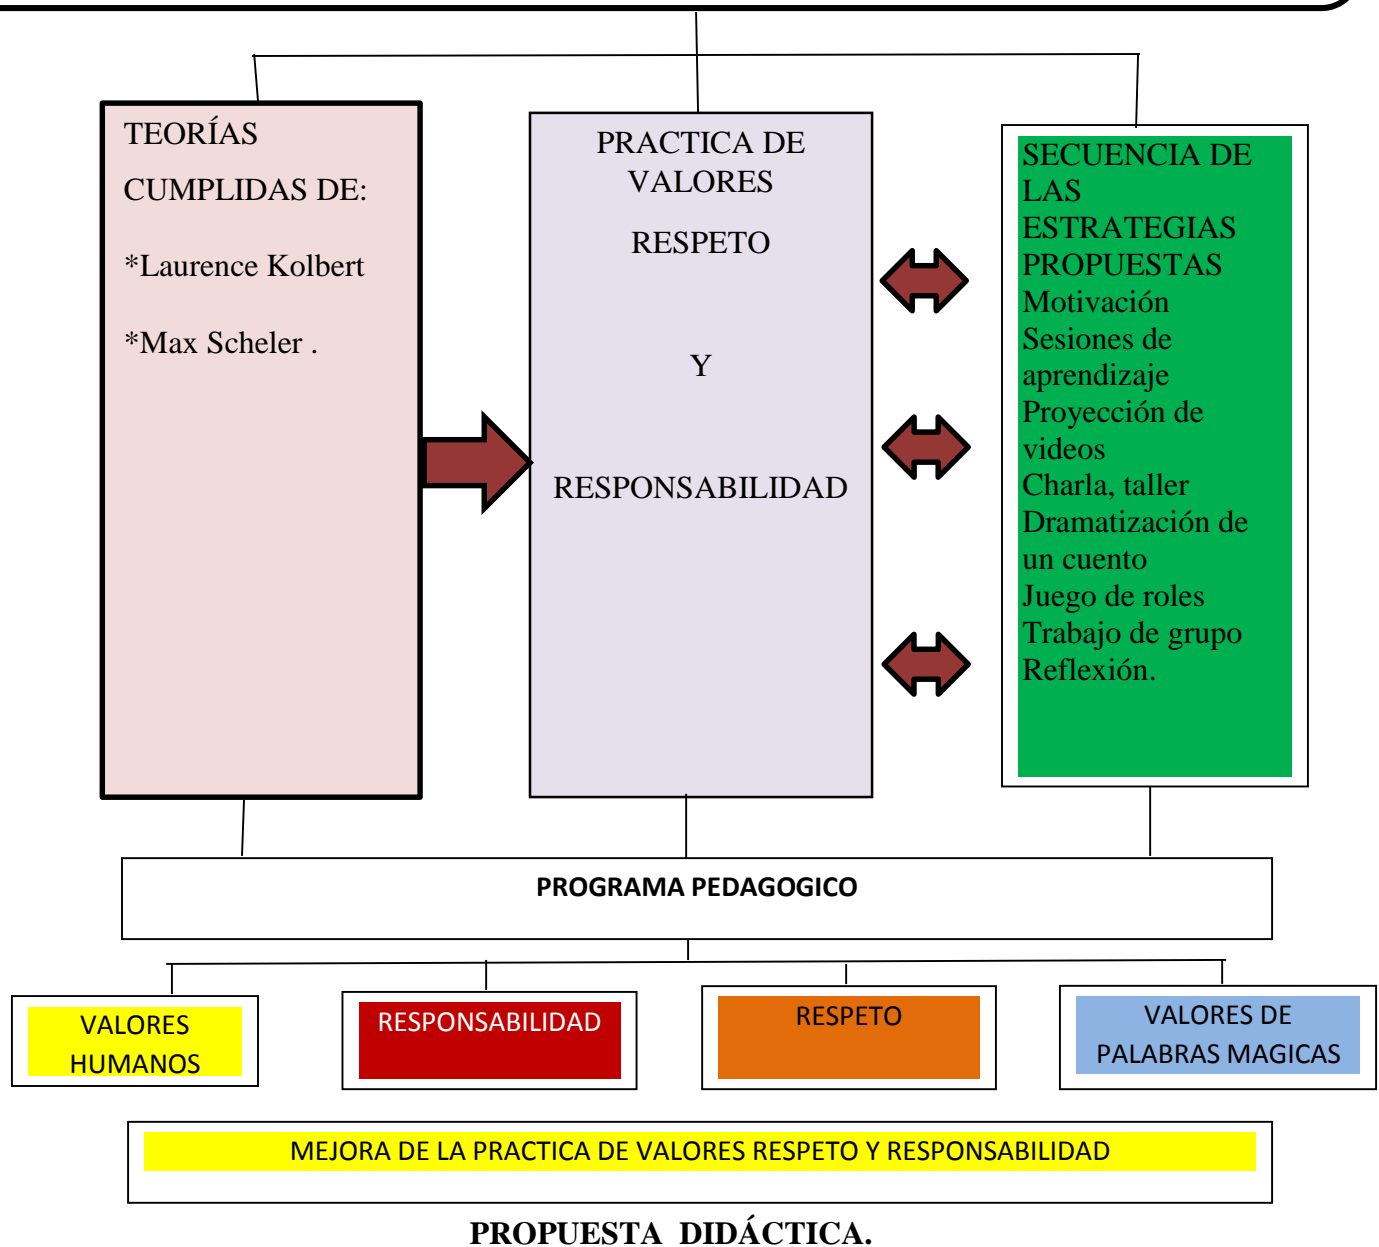 TEORÍAS
CUMPLIDAS DE:
*Laurence Kolbert
*Max Scheler .
PRACTICA DE
VALORES
RESPETO
Y
RESPONSABILIDAD
SECUENCIA DE
LAS
ESTRATEGIAS
PROPUESTAS
Motivación
Sesiones de
aprendizaje
Proyección de
videos
Charla, taller
Dramatización de
un cuento
Juego de roles
Trabajo de grupo
Reflexión.
PROGRAMA PEDAGOGICO
VALORES
HUMANOS
RESPONSABILIDAD
RESPETO
VALORES DE
PALABRAS MAGICAS
MEJORA DE LA PRACTICA DE VALORES RESPETO Y RESPONSABILIDAD
PROPUESTA DIDÁCTICA.